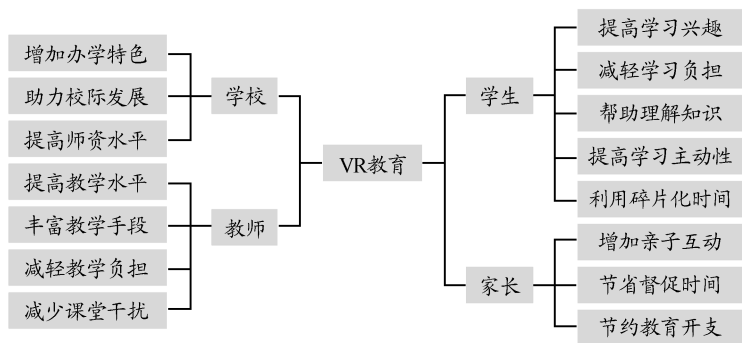 增加办学特色
助力校际发展
提高师资水平
学校
提高教学水平
丰富教学手段
减轻教学负担
减少课堂干扰
教师
VR教育
学生
提高学习兴趣
减轻学习负担
帮助理解知识
提高学习主动性
利用碎片化时间
家长
增加亲子互动
节省督促时间
节约教育开支